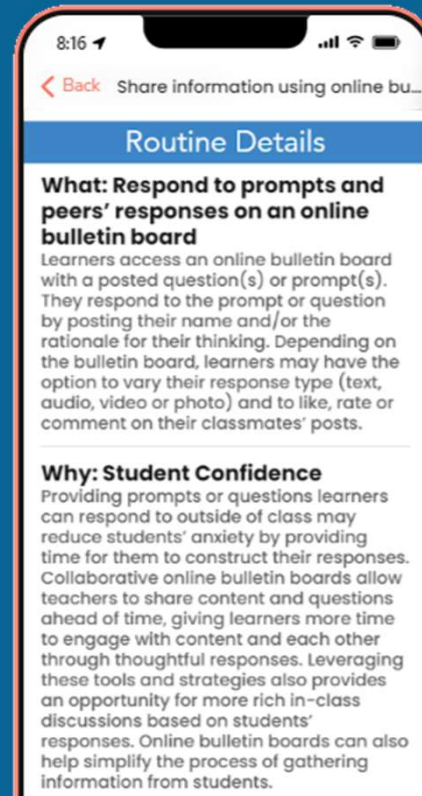 8:16
Back Share information using online bu...
Routine Details
What: Respond to prompts and
peers' responses on an online
bulletin board
Learners access an online bulletin board
with a posted question(s) or prompt(s).
They respond to the prompt or question
by posting their name and/or the
rationale for their thinking. Depending on
the bulletin board, learners may have the
option to vary their response type (text,
audio, video or photo) and to like, rate or
comment on their classmates' posts.
Why: Student Confidence
Providing prompts or questions learners
can respond to outside of class may
reduce students' anxiety by providing
time for them to construct their responses.
Collaborative online bulletin boards allow
teachers to share content and questions
ahead of time, giving learners more time
to engage with content and each other
through thoughtful responses. Leveraging
these tools and strategies also provides
an opportunity for more rich in-class
discussions based on students'
responses. Online bulletin boards can also
help simplify the process of gathering
information from students.